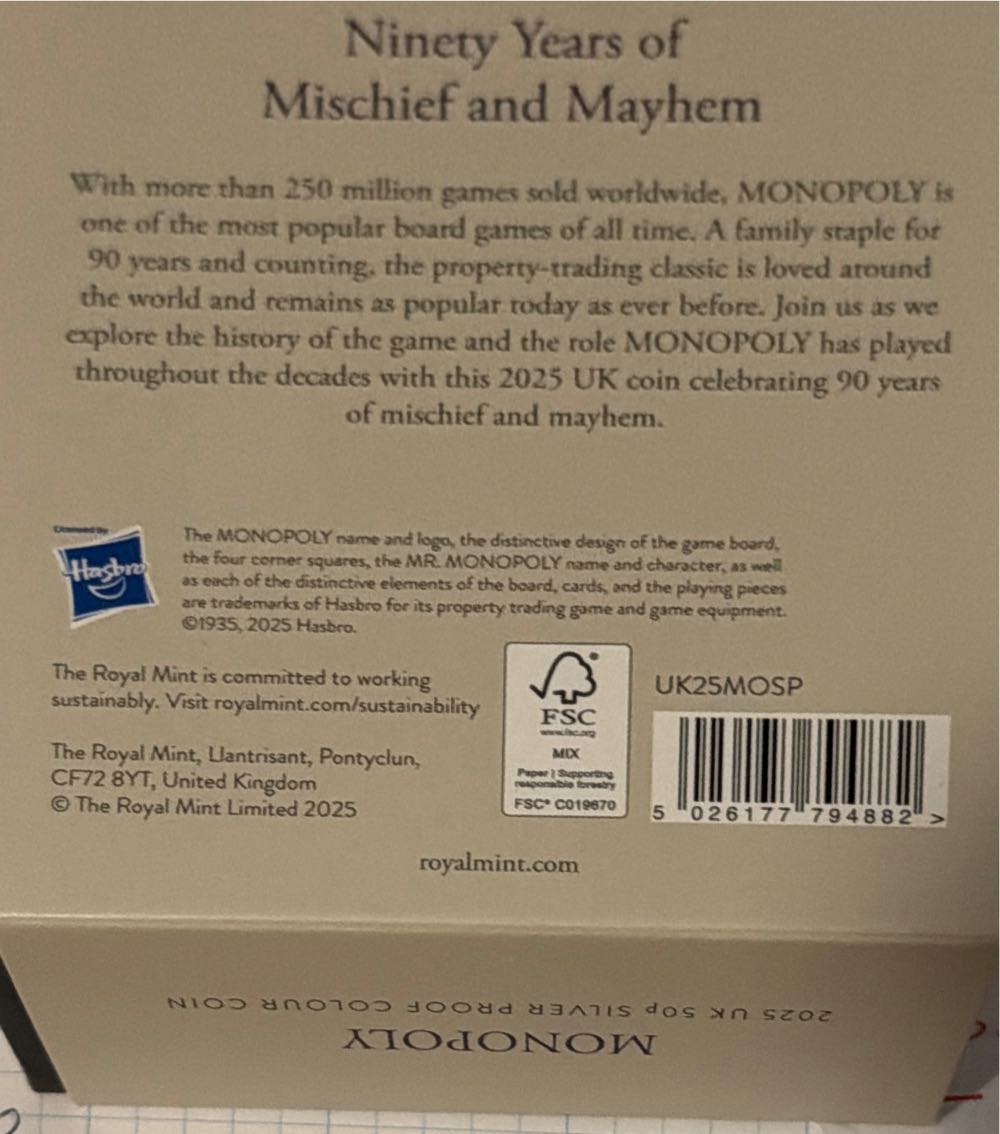 Ninety Years of
Mischief and Mayhem
With more than 250 million games sold worldwide, MONOPOLY is
one of the most popular board games of all time. A family staple for
90 years and counting, the property-trading classic is loved around
the world and remains as popular today as ever before. Join us as we
explore the history of the game and the role MONOPOLY has played
throughout the decades with this 2025 UK coin celebrating 90 years
of mischief and mayhem.
Licensed by
Hasbro
The MONOPOLY name and logo, the distinctive design of the game board,
the four corner squares, the MR. MONOPOLY name and character, as well
as each of the distinctive elements of the board, cards, and the playing pieces
are trademarks of Hasbro for its property trading game and game equipment.
©1935, 2025 Hasbro.
The Royal Mint is committed to working
sustainably. Visit royalmint.com/sustainability
The Royal Mint, Llantrisant, Pontyclun,
CF72 8YT, United Kingdom
© The Royal Mint Limited 2025
FSC
www.fsc.org
MIX
Paper | Supporting
responsible forestry
FSC® C019670
UK25MOSP
5 026177 794882 >
royalmint.com
MONOPOLY
2025 UK 50p SILVER PROOF COLOUR COIN